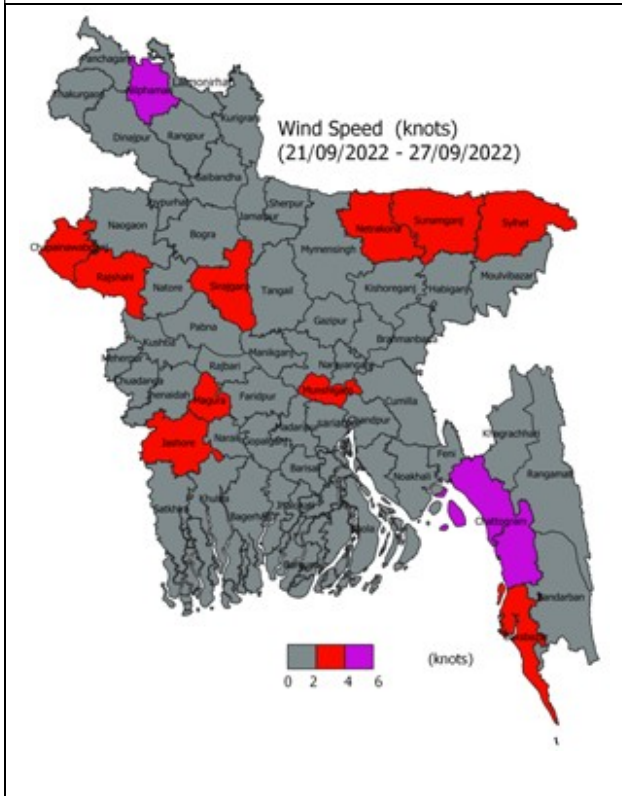 Panchagarh
Nilphamari
Lalmonirhat
Thakurgaon
Kurigram
Dinajpur
Rangpur
Wind Speed (knots)
(21/09/2022 - 27/09/2022)
Gaibandha
Joypurhat
Sherpur
Jamalpur
Naogaon
Bogra
Netrakona
Sunamganj
Sylhet
Chapainawabganj
Mymensingh
Rajshahi
Natore
Sirajganj
Tangail
Kishoreganj
Habiganj
Moulvibazar
Pabna
Gazipur
Kushtia
Brahmanbaria
Meherpur
Manikganj
Rajbari
Narayanganj
Chuadanga
Jhenaidah
Magura
Faridpur
Munshiganj
Cumilla
Khagrachhari
Jashore
Narail
Gopalganj
Madaripur
Shariatpur
Chandpur
Feni
Rangamati
Barisal
Noakhali
Satkhira
Khulna
Bagerhat
Jhalokati
Bhola
Chattogram
Barguna
Bandarban
Coxsbazar
(knots)
0 2 4 6